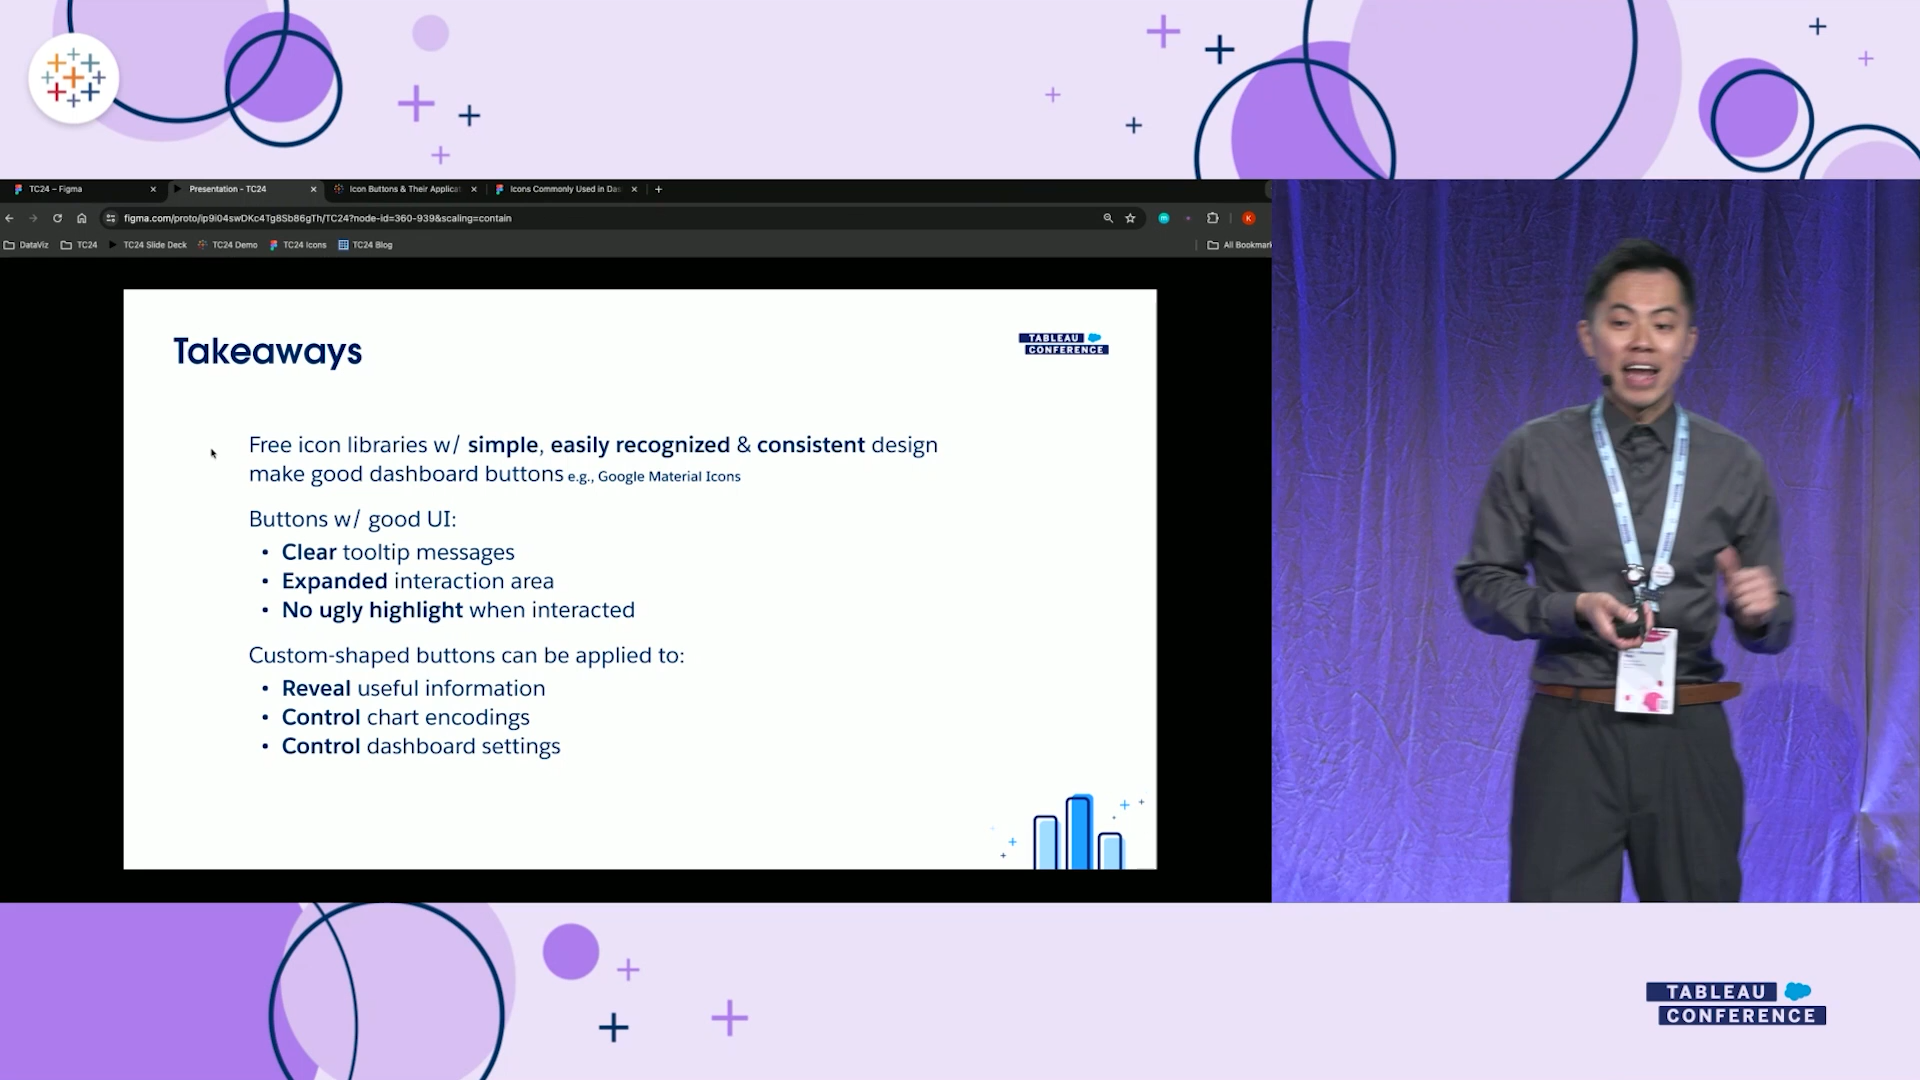 TC24 – Figma
Presentation - TC24
Icon Buttons & Their Applicat
Icons Commonly Used in Das
figma.com/proto/ip9i04swDKc4Tg8Sb86gTh/TC24?node-id=360-939&scaling=contain
K
DataViz
TC24
TC24 Slide Deck
TC24 Demo
TC24 Icons
TC24 Blog
All Bookmark
Takeaways
TABLEAU
CONFERENCE
Free icon libraries w/ simple, easily recognized & consistent design
make good dashboard buttons e.g., Google Material Icons
Buttons w/ good UI:
• Clear tooltip messages
• Expanded interaction area
• No ugly highlight when interacted
Custom-shaped buttons can be applied to:
• Reveal useful information
• Control chart encodings
• Control dashboard settings
TABLEAU
CONFERENCE